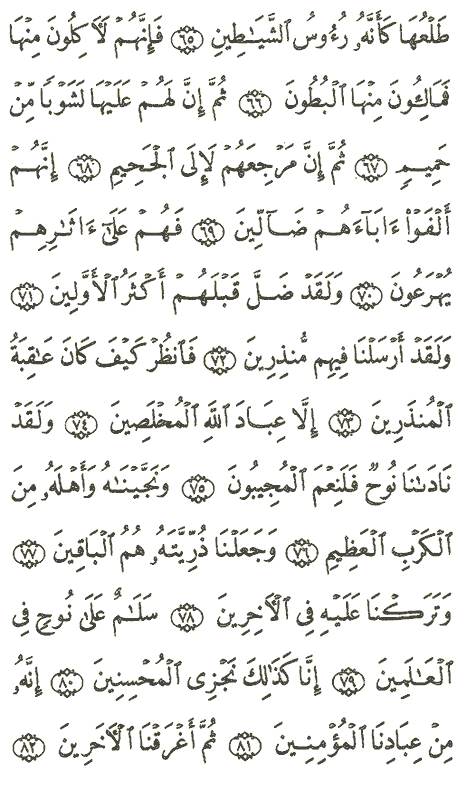 طَلۡعُهَا كَأَنَّهُۥ رُءُوسُ ٱلشَّيَـٰطِينِ ٦٥ فَإِنَّهُمۡ لَأَكِلُونَ مِنۡهَا
فَمَالِـُٔونَ مِنۡهَا ٱلۡبُطُونَ ٦٦ ثُمَّ إِنَّ لَهُمۡ عَلَيۡهَا لَشَوۡبٗا مِّنۡ
حَمِيمٖ ٦٧ ثُمَّ إِنَّ مَرۡجِعَهُمۡ لَإِلَى ٱلۡجَحِيمِ ٦٨ إِنَّهُمۡ
أَلۡفَوۡاْ ءَابَآءَهُمۡ ضَآلِّينَ ٦٩ فَهُمۡ عَلَىٰٓ ءَاثَـٰرِهِمۡ
يُهۡرَعُونَ ٧٠ وَلَقَدۡ ضَلَّ قَبۡلَهُمۡ أَكۡثَرُ ٱلۡأَوَّلِينَ ٧١
وَلَقَدۡ أَرۡسَلۡنَا فِيهِم مُّنذِرِينَ ٧٢ فَٱنظُرۡ كَيۡفَ كَانَ عَـٰقِبَةُ
ٱلۡمُنذَرِينَ ٧٣ إِلَّا عِبَادَ ٱللَّهِ ٱلۡمُخۡلَصِينَ ٧٤ وَلَقَدۡ
نَادَىٰنَا نُوحٞ فَلَنِعۡمَ ٱلۡمُجِيبُونَ ٧٥ وَنَجَّيۡنَـٰهُ وَأَهۡلَهُۥ مِنَ
ٱلۡكَرۡبِ ٱلۡعَظِيمِ ٧٦ وَجَعَلۡنَا ذُرِّيَّتَهُۥ هُمُ ٱلۡبَاقِينَ ٧٧
وَتَرَكۡنَا عَلَيۡهِ فِي ٱلۡأَخِرِينَ ٧٨ سَلَـٰمٌ عَلَىٰ نُوحٖ فِي
ٱلۡعَـٰلَمِينَ ٧٩ إِنَّا كَذَٰلِكَ نَجۡزِي ٱلۡمُحۡسِنِينَ ٨٠ إِنَّهُۥ
مِنۡ عِبَادِنَا ٱلۡمُؤۡمِنِينَ ٨١ ثُمَّ أَغۡرَقۡنَا ٱلۡأَخَرِينَ ٨٢